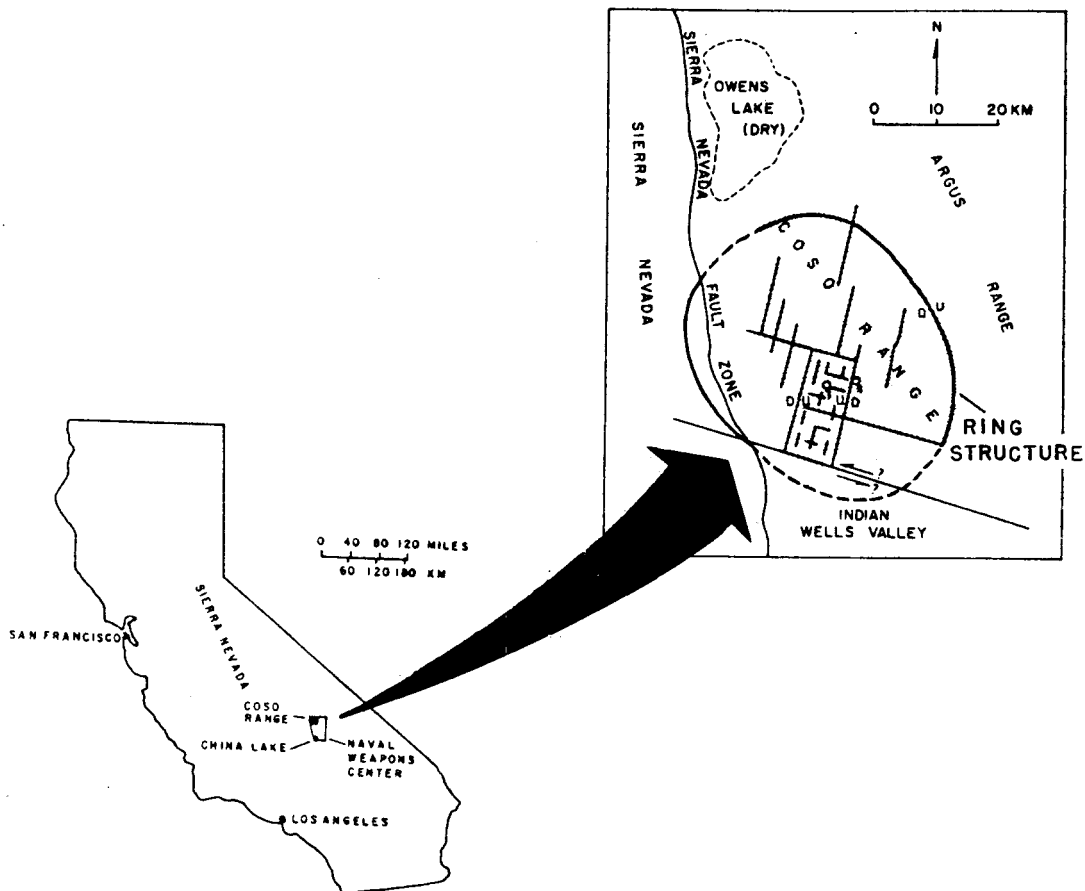 N
0 10 20 KM
SIERRA NEVADA
OWENS
LAKE
(DRY)
SIERRA NEVADA
ARGUS RANGE
COSO RANGE
FAULT ZONE
D U
D U U D
RING
STRUCTURE
?
?
INDIAN
WELLS VALLEY
0 40 80 120 MILES
60 120 180 KM
SAN FRANCISCO
SIERRA NEVADA
COSO
RANGE
CHINA LAKE
NAVAL
WEAPONS
CENTER
LOS ANGELES